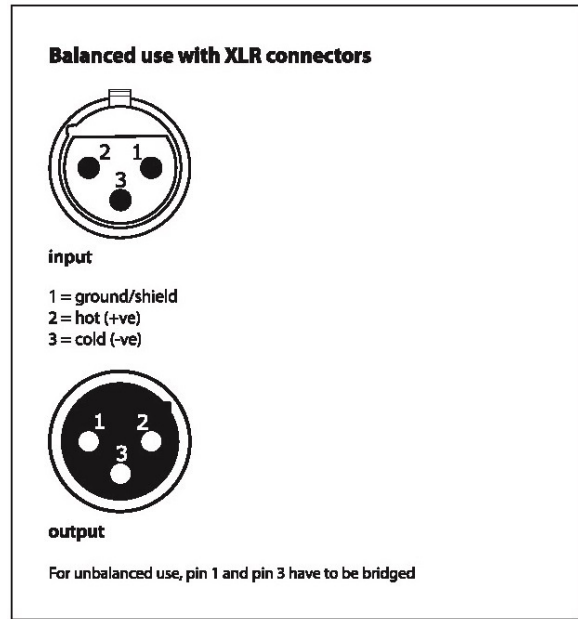 Balanced use with XLR connectors
2 1
3
input
1 = ground/shield
2 = hot (+ve)
3 = cold (-ve)
1 2
3
output
For unbalanced use, pin 1 and pin 3 have to be bridged